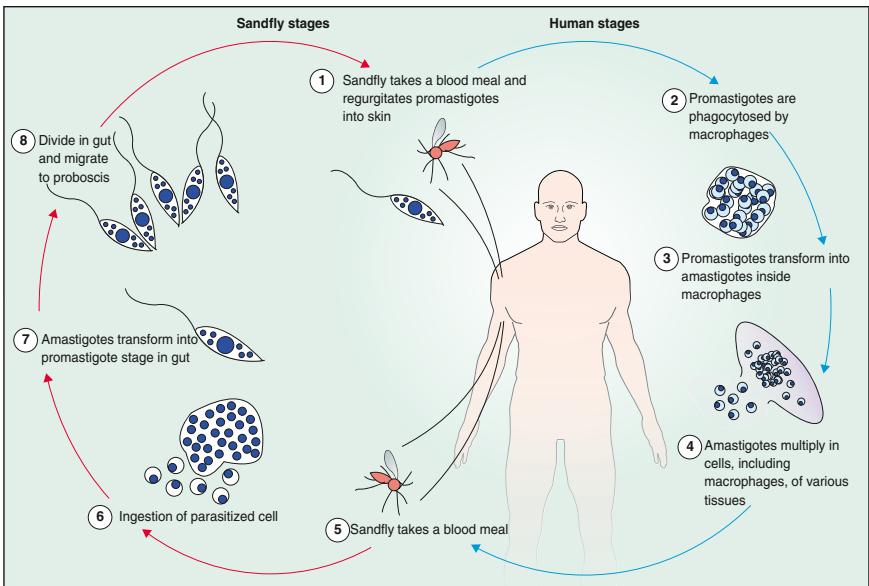 Sandfly stages
Human stages
1
Sandfly takes a blood meal and
regurgitates promastigotes
into skin
2
Promastigotes are
phagocytosed by
macrophages
3
Promastigotes transform into
amastigotes inside
macrophages
4
Amastigotes multiply in
cells, including
macrophages, of various
tissues
5
Sandfly takes a blood meal
6
Ingestion of parasitized cell
7
Amastigotes transform into
promastigote stage in gut
8
Divide in gut
and migrate
to proboscis